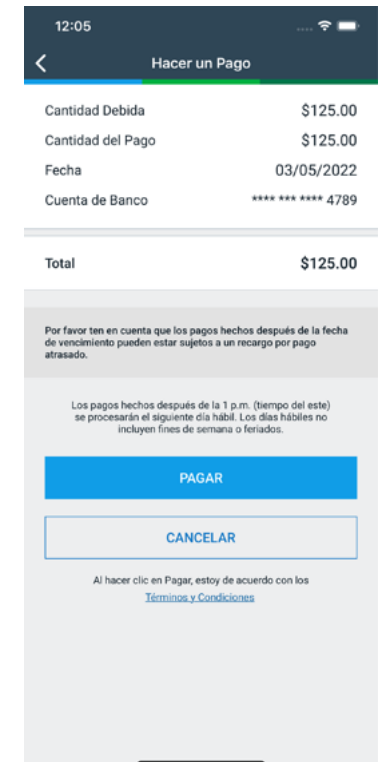 12:05
Hacer un Pago
Cantidad Debida $125.00
Cantidad del Pago $125.00
Fecha 03/05/2022
Cuenta de Banco **** *** **** 4789
Total $125.00
Por favor ten en cuenta que los pagos hechos después de la fecha
de vencimiento pueden estar sujetos a un recargo por pago
atrasado.
Los pagos hechos después de la 1 p.m. (tiempo del este)
se procesarán el siguiente día hábil. Los días hábiles no
incluyen fines de semana o feriados.
PAGAR
CANCELAR
Al hacer clic en Pagar, estoy de acuerdo con los
Términos y Condiciones